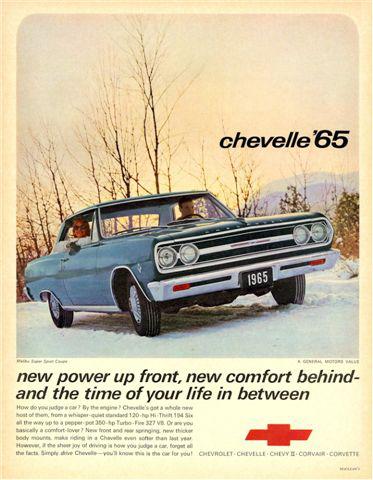 chevelle '65
1965
Malibu Super Sport Coupe
A GENERAL MOTORS VALUE
new power up front, new comfort behind-
and the time of your life in between
How do you judge a car? By the engine? Chevelle's got a whole new
host of them, from a whisper-quiet standard 120-hp Hi-Thrift 194 Six
all the way up to a pepper-pot 350-hp Turbo-Fire 327 V8. Or are you
basically a comfort-lover? New front and rear springing, new thicker
body mounts, make riding in a Chevelle even softer than last year.
However, if the sheer joy of driving is how you judge a car, forget all
the facts. Simply drive Chevelle—you'll know this is the car for you!
CHEVROLET · CHEVELLE · CHEVY II · CORVAIR · CORVETTE
MACLEAN'S